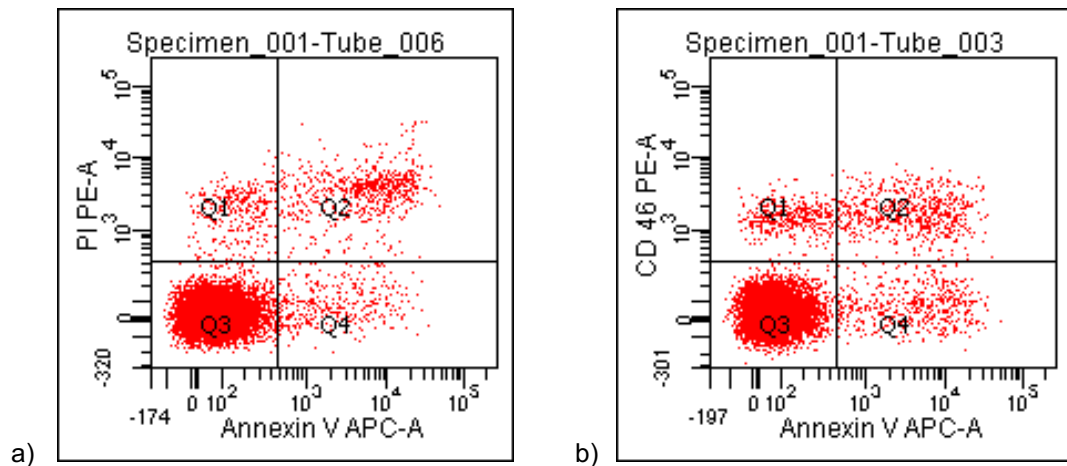 Specimen_001-Tube_006
PI PE-A
10^5
10^4
10^3
0
-320
Q1
Q2
Q3
Q4
-174
0 10^2
10^3
10^4
10^5
Annexin V APC-A
a)
Specimen_001-Tube_003
CD 46 PE-A
10^5
10^4
10^3
0
-301
Q1
Q2
Q3
Q4
-197
0 10^2
10^3
10^4
10^5
Annexin V APC-A
b)